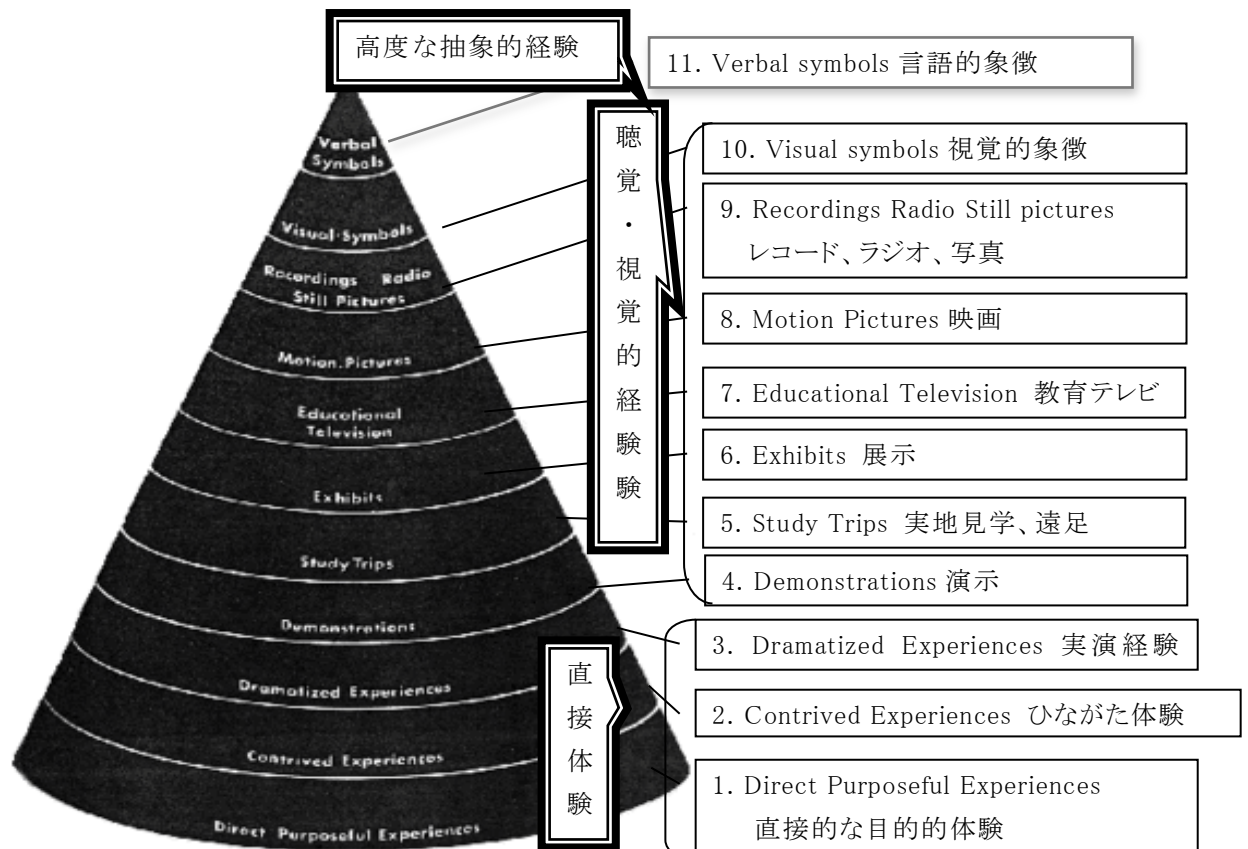 高度な抽象的経験
11. Verbal symbols 言語的象徴
聴覚・視覚的経験験
10. Visual symbols 視覚的象徴
9. Recordings Radio Still pictures
レコード、ラジオ、写真
8. Motion Pictures 映画
7. Educational Television 教育テレビ
6. Exhibits 展示
5. Study Trips 実地見学、遠足
4. Demonstrations 演示
直接体験
3. Dramatized Experiences 実演経験
2. Contrived Experiences ひながた体験
1. Direct Purposeful Experiences
直接的な目的的体験
Verbal
Symbols
Visual Symbols
Recordings Radio
Still Pictures
Motion Pictures
Educational
Television
Exhibits
Study Trips
Demonstrations
Dramatized Experiences
Contrived Experiences
Direct Purposeful Experiences